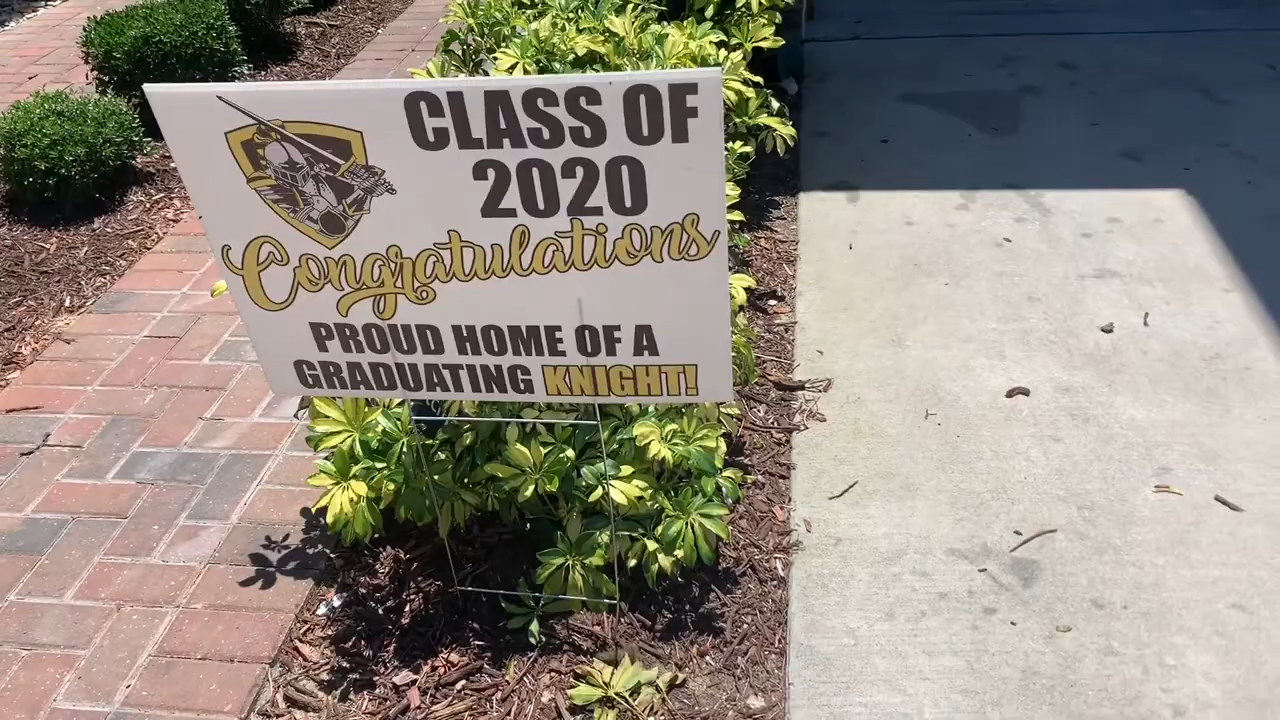 CLASS OF
2020
Congratulations
PROUD HOME OF A
GRADUATING KNIGHT!